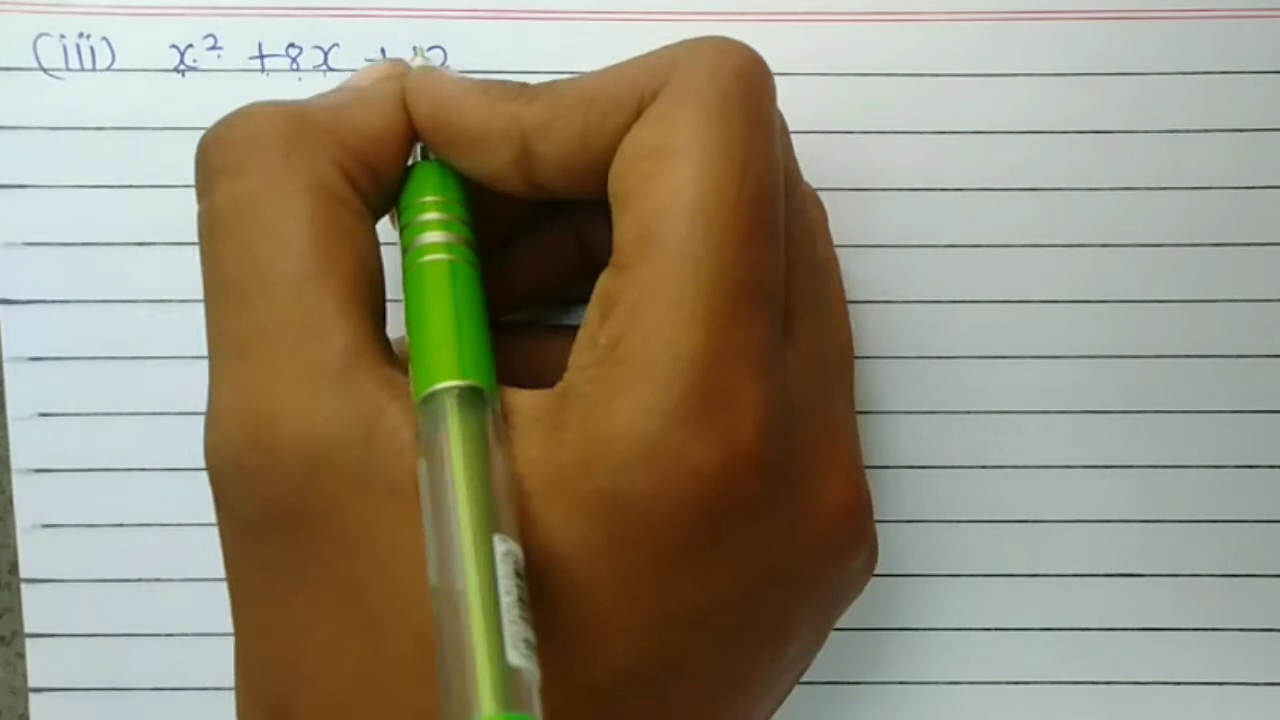 (iii) x² +8x +